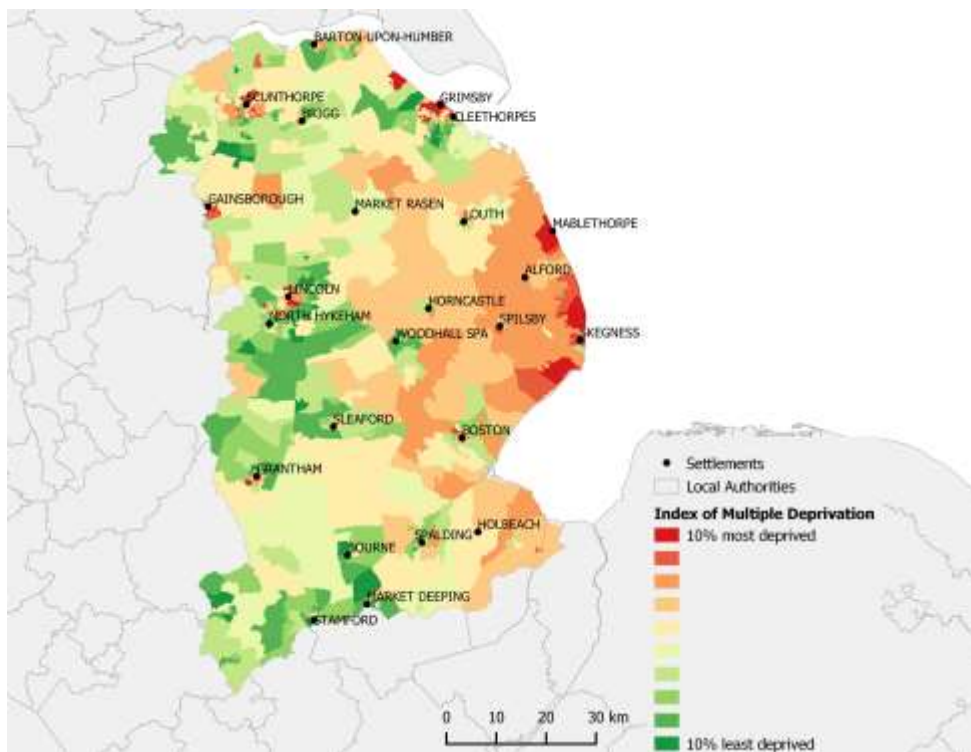 BARTON-UPON-HUMBER
SCUNTHORPE
GRIMSBY
BRIGG
CLEETHORPES
GAINSBOROUGH
MARKET RASEN
LOUTH
MABLETHORPE
ALFORD
LINCOLN
HORNCASTLE
NORTH HYKEHAM
SPILSBY
WOODHALL SPA
SKEGNESS
SLEAFORD
BOSTON
GRANTHAM
HOLBEACH
SPALDING
BOURNE
MARKET DEEPING
STAMFORD
Settlements
Local Authorities
Index of Multiple Deprivation
10% most deprived
10% least deprived
0 10 20 30 km